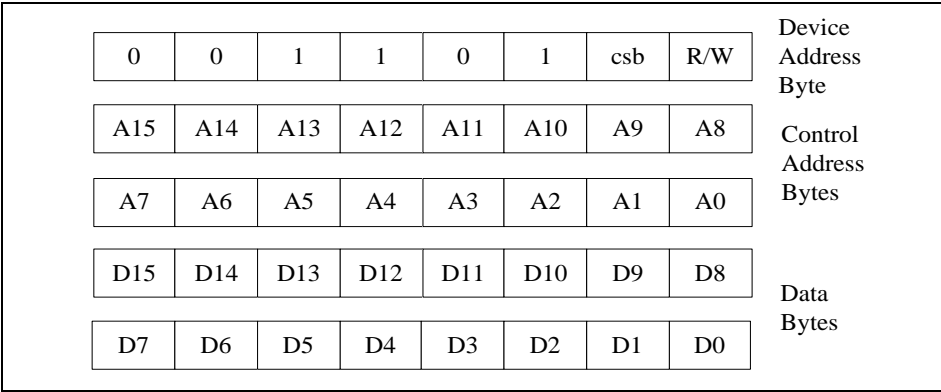 0 0 1 1 0 1 csb R/W
Device
Address
Byte
A15 A14 A13 A12 A11 A10 A9 A8
A7 A6 A5 A4 A3 A2 A1 A0
Control
Address
Bytes
D15 D14 D13 D12 D11 D10 D9 D8
D7 D6 D5 D4 D3 D2 D1 D0
Data
Bytes